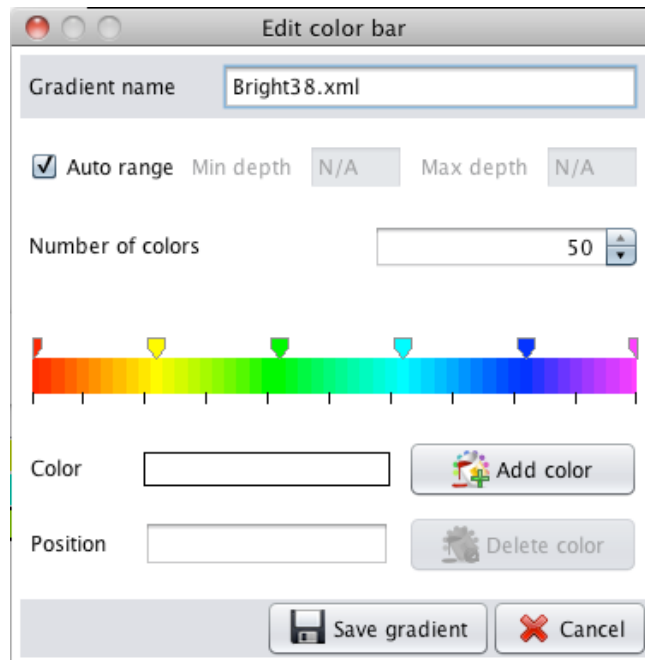 Edit color bar
Gradient name Bright38.xml
Auto range Min depth N/A Max depth N/A
Number of colors 50
Color Add color
Position Delete color
Save gradient Cancel